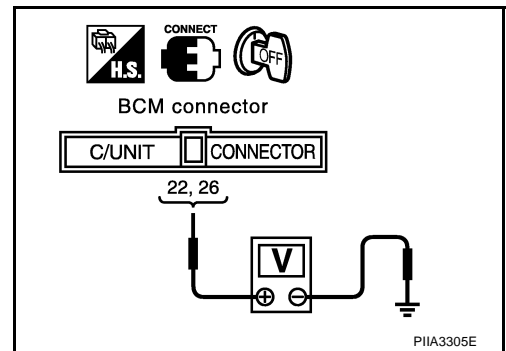 CONNECT
H.S.
OFF
BCM connector
C/UNIT CONNECTOR
22, 26
V
+ −
PIIA3305E